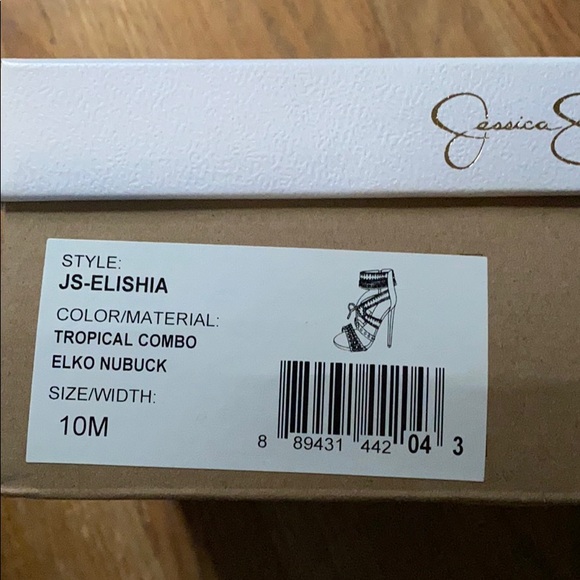 Jessica
STYLE:
JS-ELISHIA
COLOR/MATERIAL:
TROPICAL COMBO
ELKO NUBUCK
SIZE/WIDTH:
10M
8 89431 442 04 3